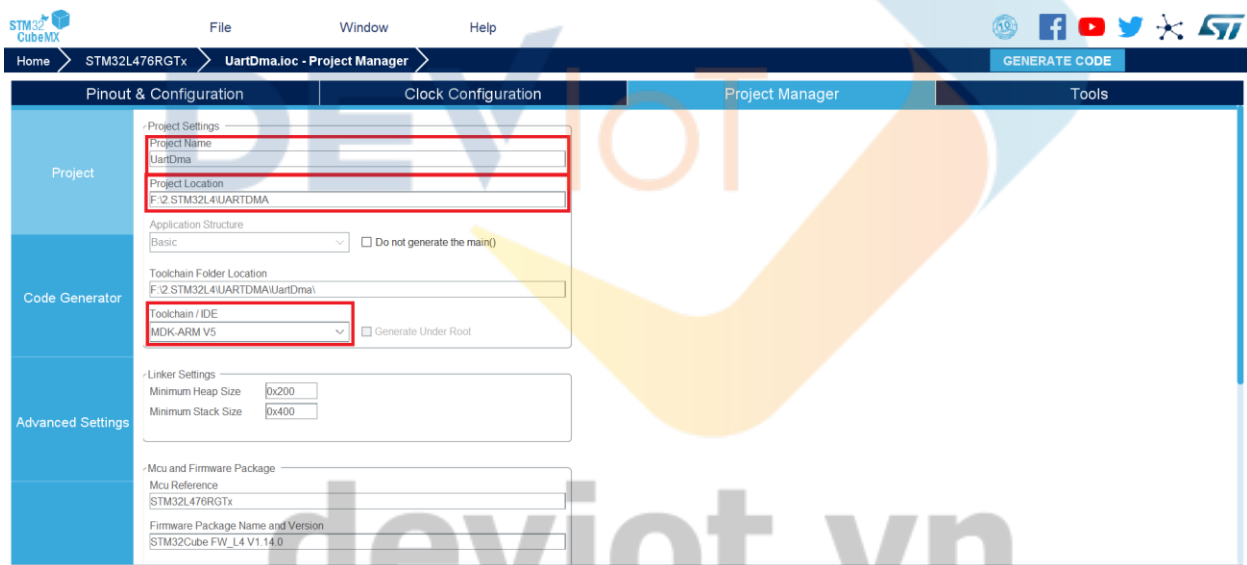 STM32 CubeMX File Window Help 10 ST
Home STM32L476RGTx UartDma.ioc - Project Manager GENERATE CODE
Pinout & Configuration Clock Configuration Project Manager Tools
Project
Code Generator
Advanced Settings
Project Settings
Project Name
UartDma
Project Location
F:\2.STM32L4\UARTDMA
Application Structure
Basic Do not generate the main()
Toolchain Folder Location
F:\2.STM32L4\UARTDMA\UartDma\
Toolchain / IDE
MDK-ARM V5 Generate Under Root
Linker Settings
Minimum Heap Size 0x200
Minimum Stack Size 0x400
Mcu and Firmware Package
Mcu Reference
STM32L476RGTx
Firmware Package Name and Version
STM32Cube FW_L4 V1.14.0
DEVIOT
deviot.vn